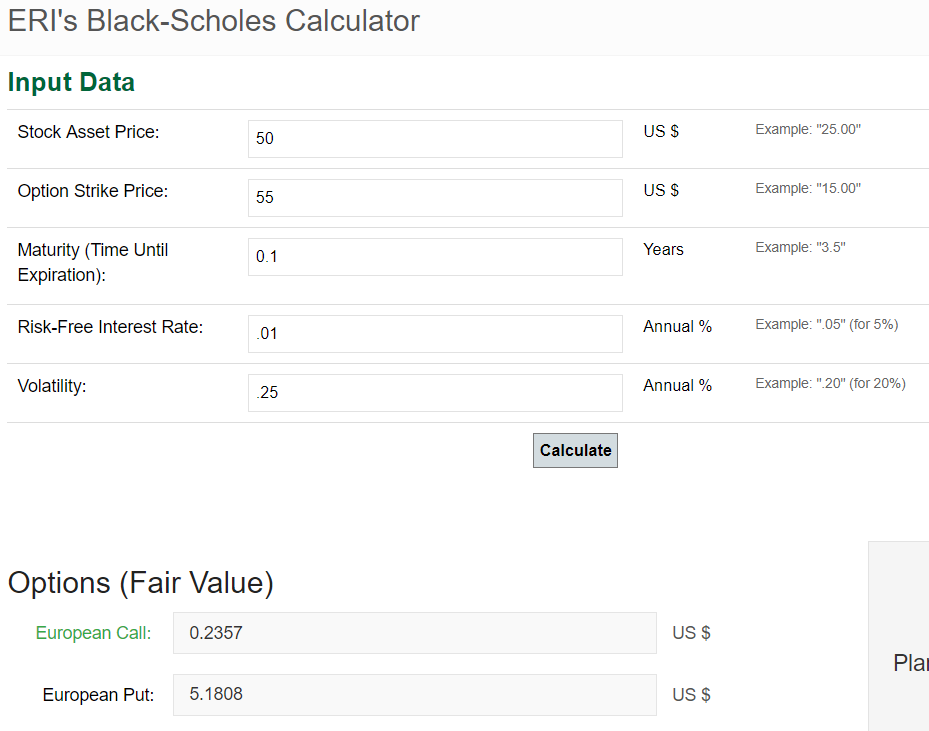 ERI's Black-Scholes Calculator
Input Data
Stock Asset Price: 50 US $ Example: "25.00"
Option Strike Price: 55 US $ Example: "15.00"
Maturity (Time Until
Expiration): 0.1 Years Example: "3.5"
Risk-Free Interest Rate: .01 Annual % Example: ".05" (for 5%)
Volatility: .25 Annual % Example: ".20" (for 20%)
Calculate
Options (Fair Value)
European Call: 0.2357 US $
Plar
European Put: 5.1808 US $